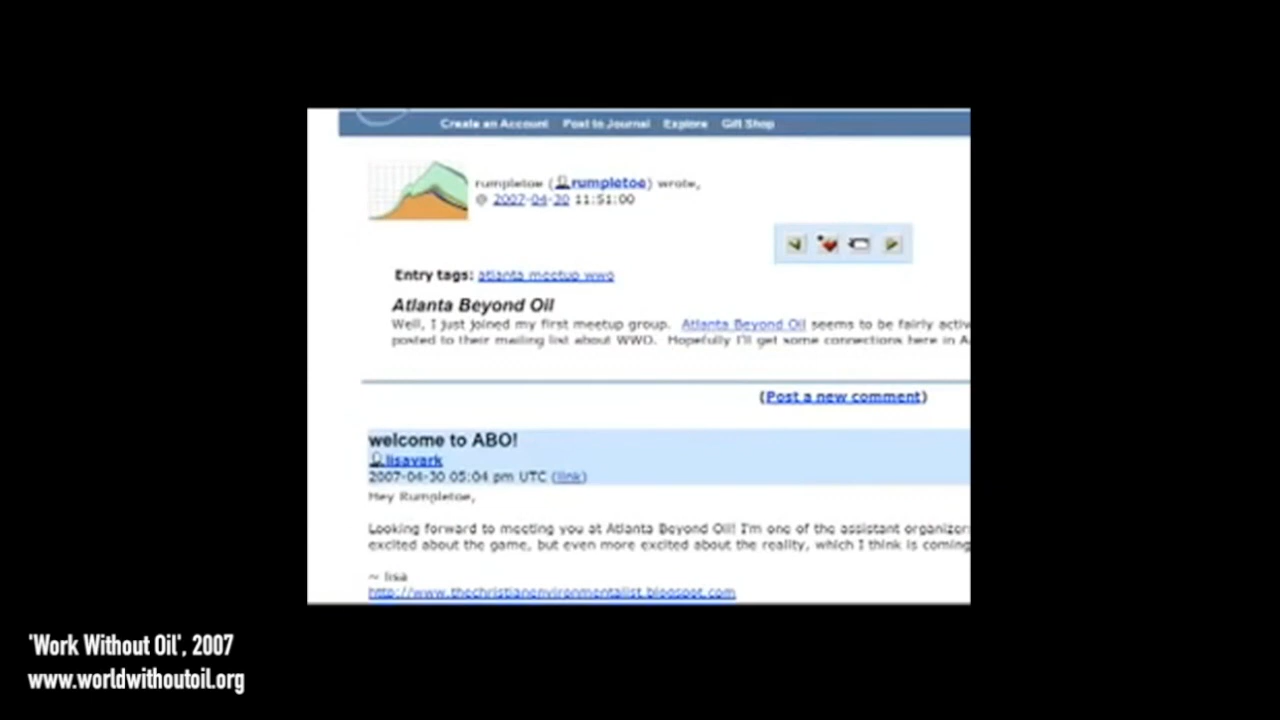 Create an Account Post to Journal Explore Gift Shop
rumpletoe (rumpletoe) wrote,
@ 2007-04-30 11:51:00
Entry tags: atlanta meetup wwo
Atlanta Beyond Oil
Well, I just joined my first meetup group. Atlanta Beyond Oil seems to be fairly activ
posted to their mailing list about WWO. Hopefully I'll get some connections here in A
(Post a new comment)
welcome to ABO!
lisavark
2007-04-30 05:04 pm UTC (link)
Hey Rumpletoe,
Looking forward to meeting you at Atlanta Beyond Oil! I'm one of the assistant organizer
excited about the game, but even more excited about the reality, which I think is coming
~ lisa
http://www.thechristianenvironmentalist.blogspot.com
'Work Without Oil', 2007
www.worldwithoutoil.org